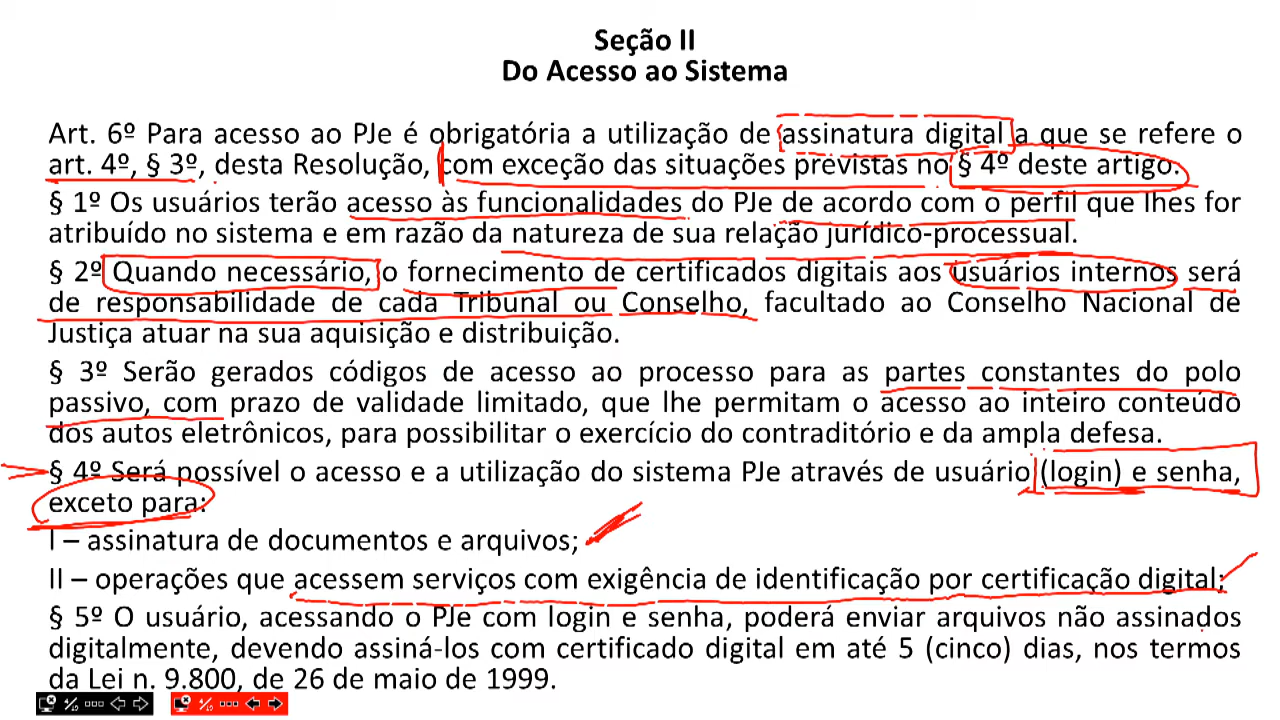 Seção II
Do Acesso ao Sistema
Art. 6º Para acesso ao PJe é obrigatória a utilização de assinatura digital a que se refere o
art. 4º, § 3º, desta Resolução, com exceção das situações previstas no § 4º deste artigo.
§ 1º Os usuários terão acesso às funcionalidades do PJe de acordo com o perfil que lhes for
atribuído no sistema e em razão da natureza de sua relação jurídico-processual.
§ 2º Quando necessário, o fornecimento de certificados digitais aos usuários internos será
de responsabilidade de cada Tribunal ou Conselho, facultado ao Conselho Nacional de
Justiça atuar na sua aquisição e distribuição.
§ 3º Serão gerados códigos de acesso ao processo para as partes constantes do polo
passivo, com prazo de validade limitado, que lhe permitam o acesso ao inteiro conteúdo
dos autos eletrônicos, para possibilitar o exercício do contraditório e da ampla defesa.
§ 4º Será possível o acesso e a utilização do sistema PJe através de usuário (login) e senha,
exceto para:
I – assinatura de documentos e arquivos;
II – operações que acessem serviços com exigência de identificação por certificação digital;
§ 5º O usuário, acessando o PJe com login e senha, poderá enviar arquivos não assinados
digitalmente, devendo assiná-los com certificado digital em até 5 (cinco) dias, nos termos
da Lei n. 9.800, de 26 de maio de 1999.